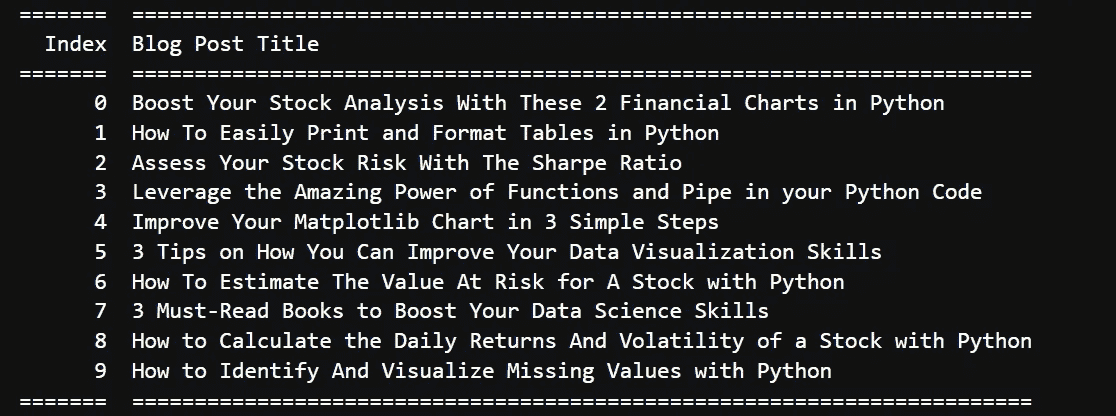 =======  ========================================================================
Index  Blog Post Title
=======  ========================================================================
0  Boost Your Stock Analysis With These 2 Financial Charts in Python
1  How To Easily Print and Format Tables in Python
2  Assess Your Stock Risk With The Sharpe Ratio
3  Leverage the Amazing Power of Functions and Pipe in your Python Code
4  Improve Your Matplotlib Chart in 3 Simple Steps
5  3 Tips on How You Can Improve Your Data Visualization Skills
6  How To Estimate The Value At Risk for A Stock with Python
7  3 Must-Read Books to Boost Your Data Science Skills
8  How to Calculate the Daily Returns And Volatility of a Stock with Python
9  How to Identify And Visualize Missing Values with Python
=======  ========================================================================